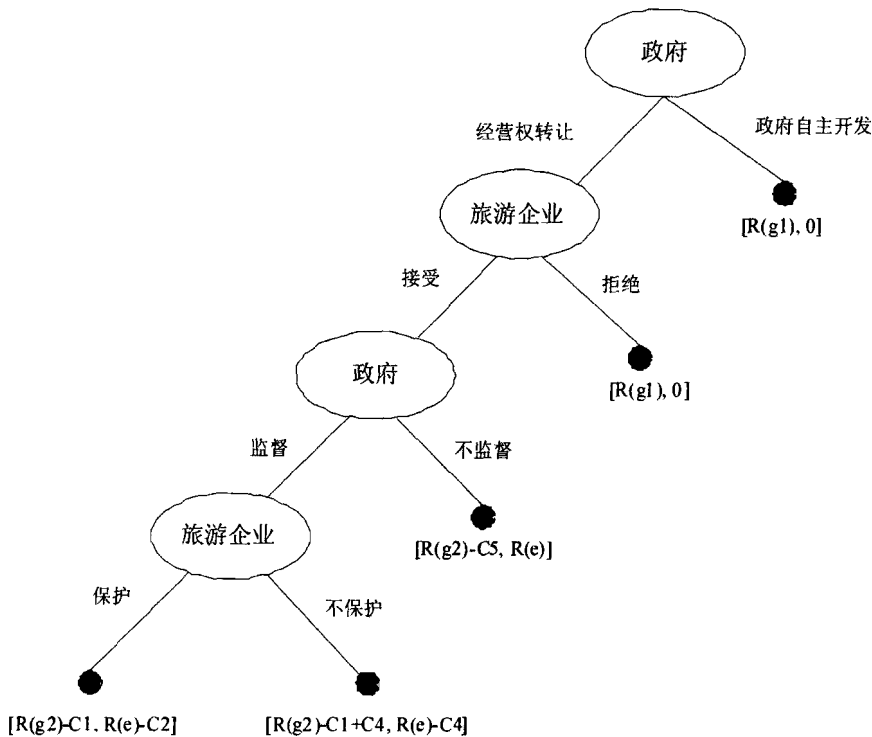 政府
经营权转让
政府自主开发
旅游企业
[R(g1), 0]
接受
拒绝
政府
[R(g1), 0]
监督
不监督
旅游企业
[R(g2)-C5, R(e)]
保护
不保护
[R(g2)-C1, R(e)-C2]
[R(g2)-C1+C4, R(e)-C4]